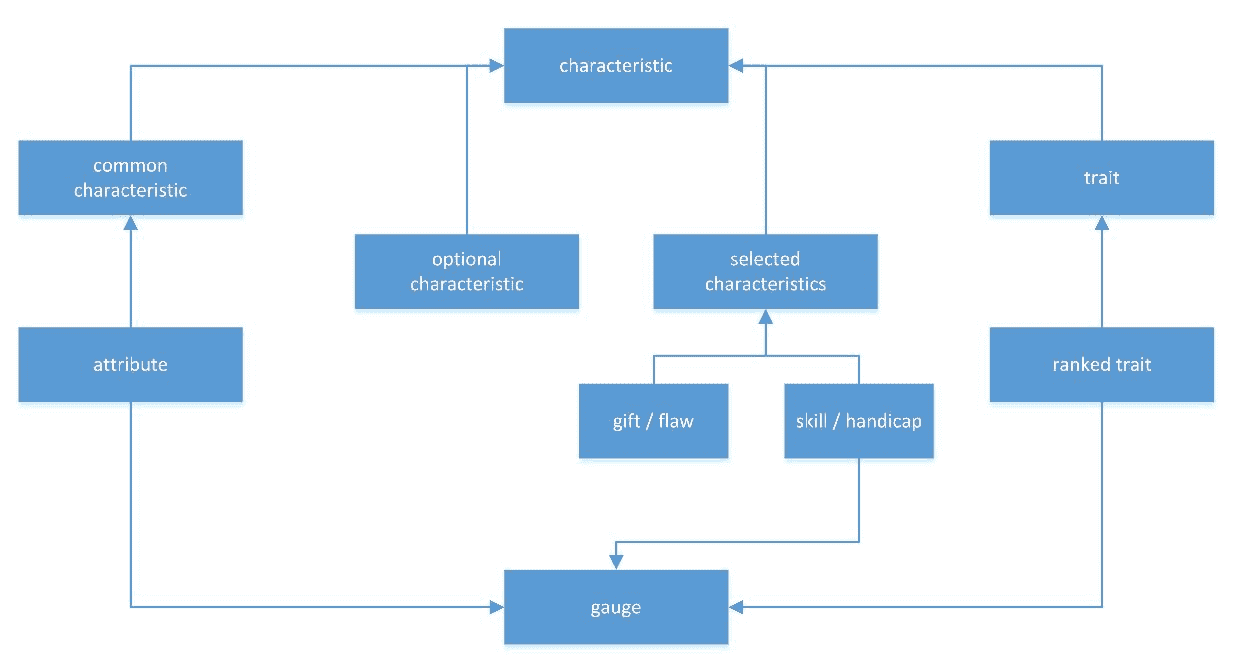 characteristic
common
characteristic
trait
optional
characteristic
selected
characteristics
attribute
ranked trait
gift / flaw
skill / handicap
gauge